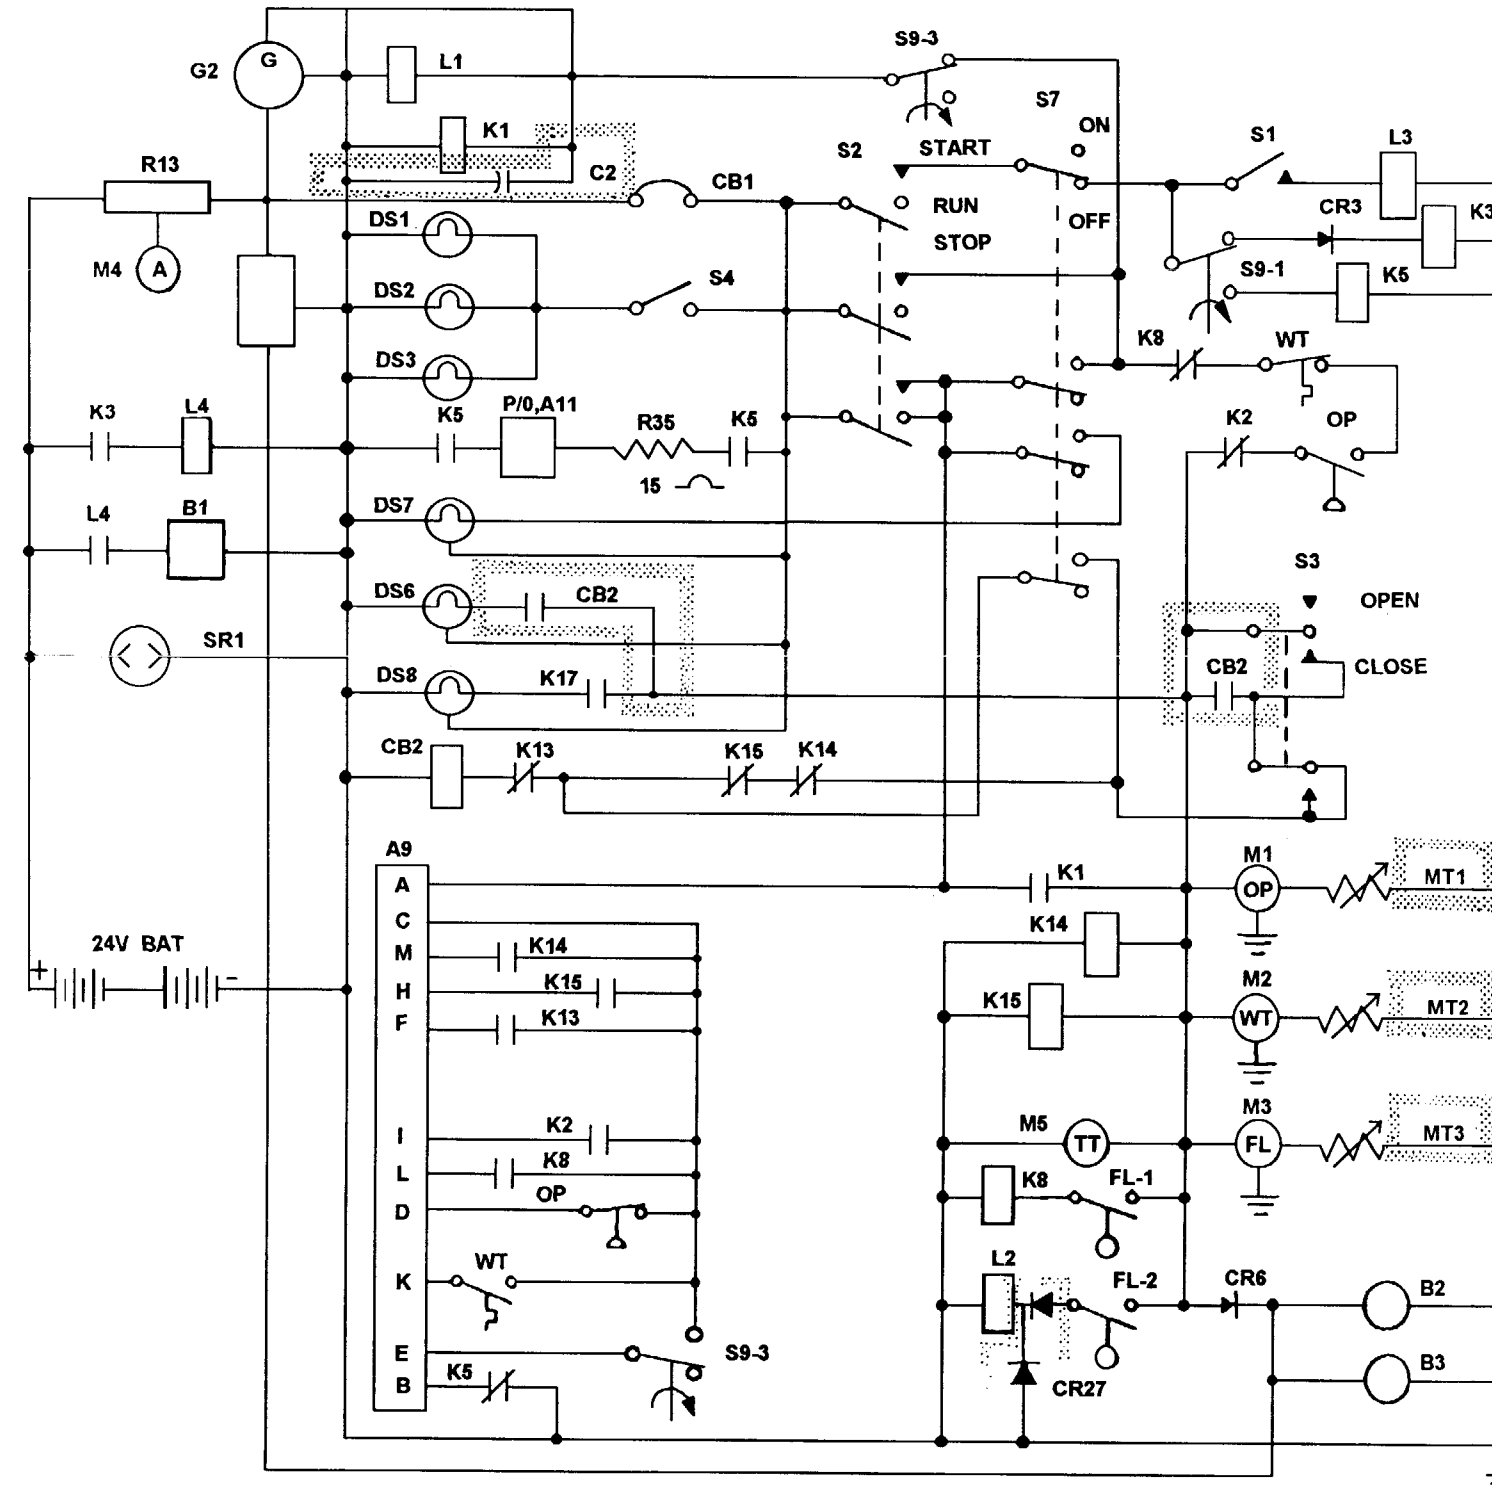 S9-3
G2
G
L1
S7
ON
K1
S2
START
S1
L3
R13
C2
CB1
RUN
OFF
CR3
K3
DS1
STOP
M4
A
S9-1
K5
DS2
S4
K8
WT
DS3
K3
L4
K5
P/0,A11
R35
K5
K2
OP
15
L4
B1
DS7
S3
DS6
CB2
OPEN
SR1
CB2
CLOSE
DS8
K17
CB2
K13
K15
K14
A9
M1
A
K1
OP
MT1
C
K14
24V BAT
M
K14
+
-
H
K15
K15
M2
F
K13
WT
MT2
M3
I
K2
M5
TT
FL
MT3
L
K8
K8
FL-1
D
OP
K
WT
L2
FL-2
CR6
B2
E
S9-3
B
K5
CR27
B3